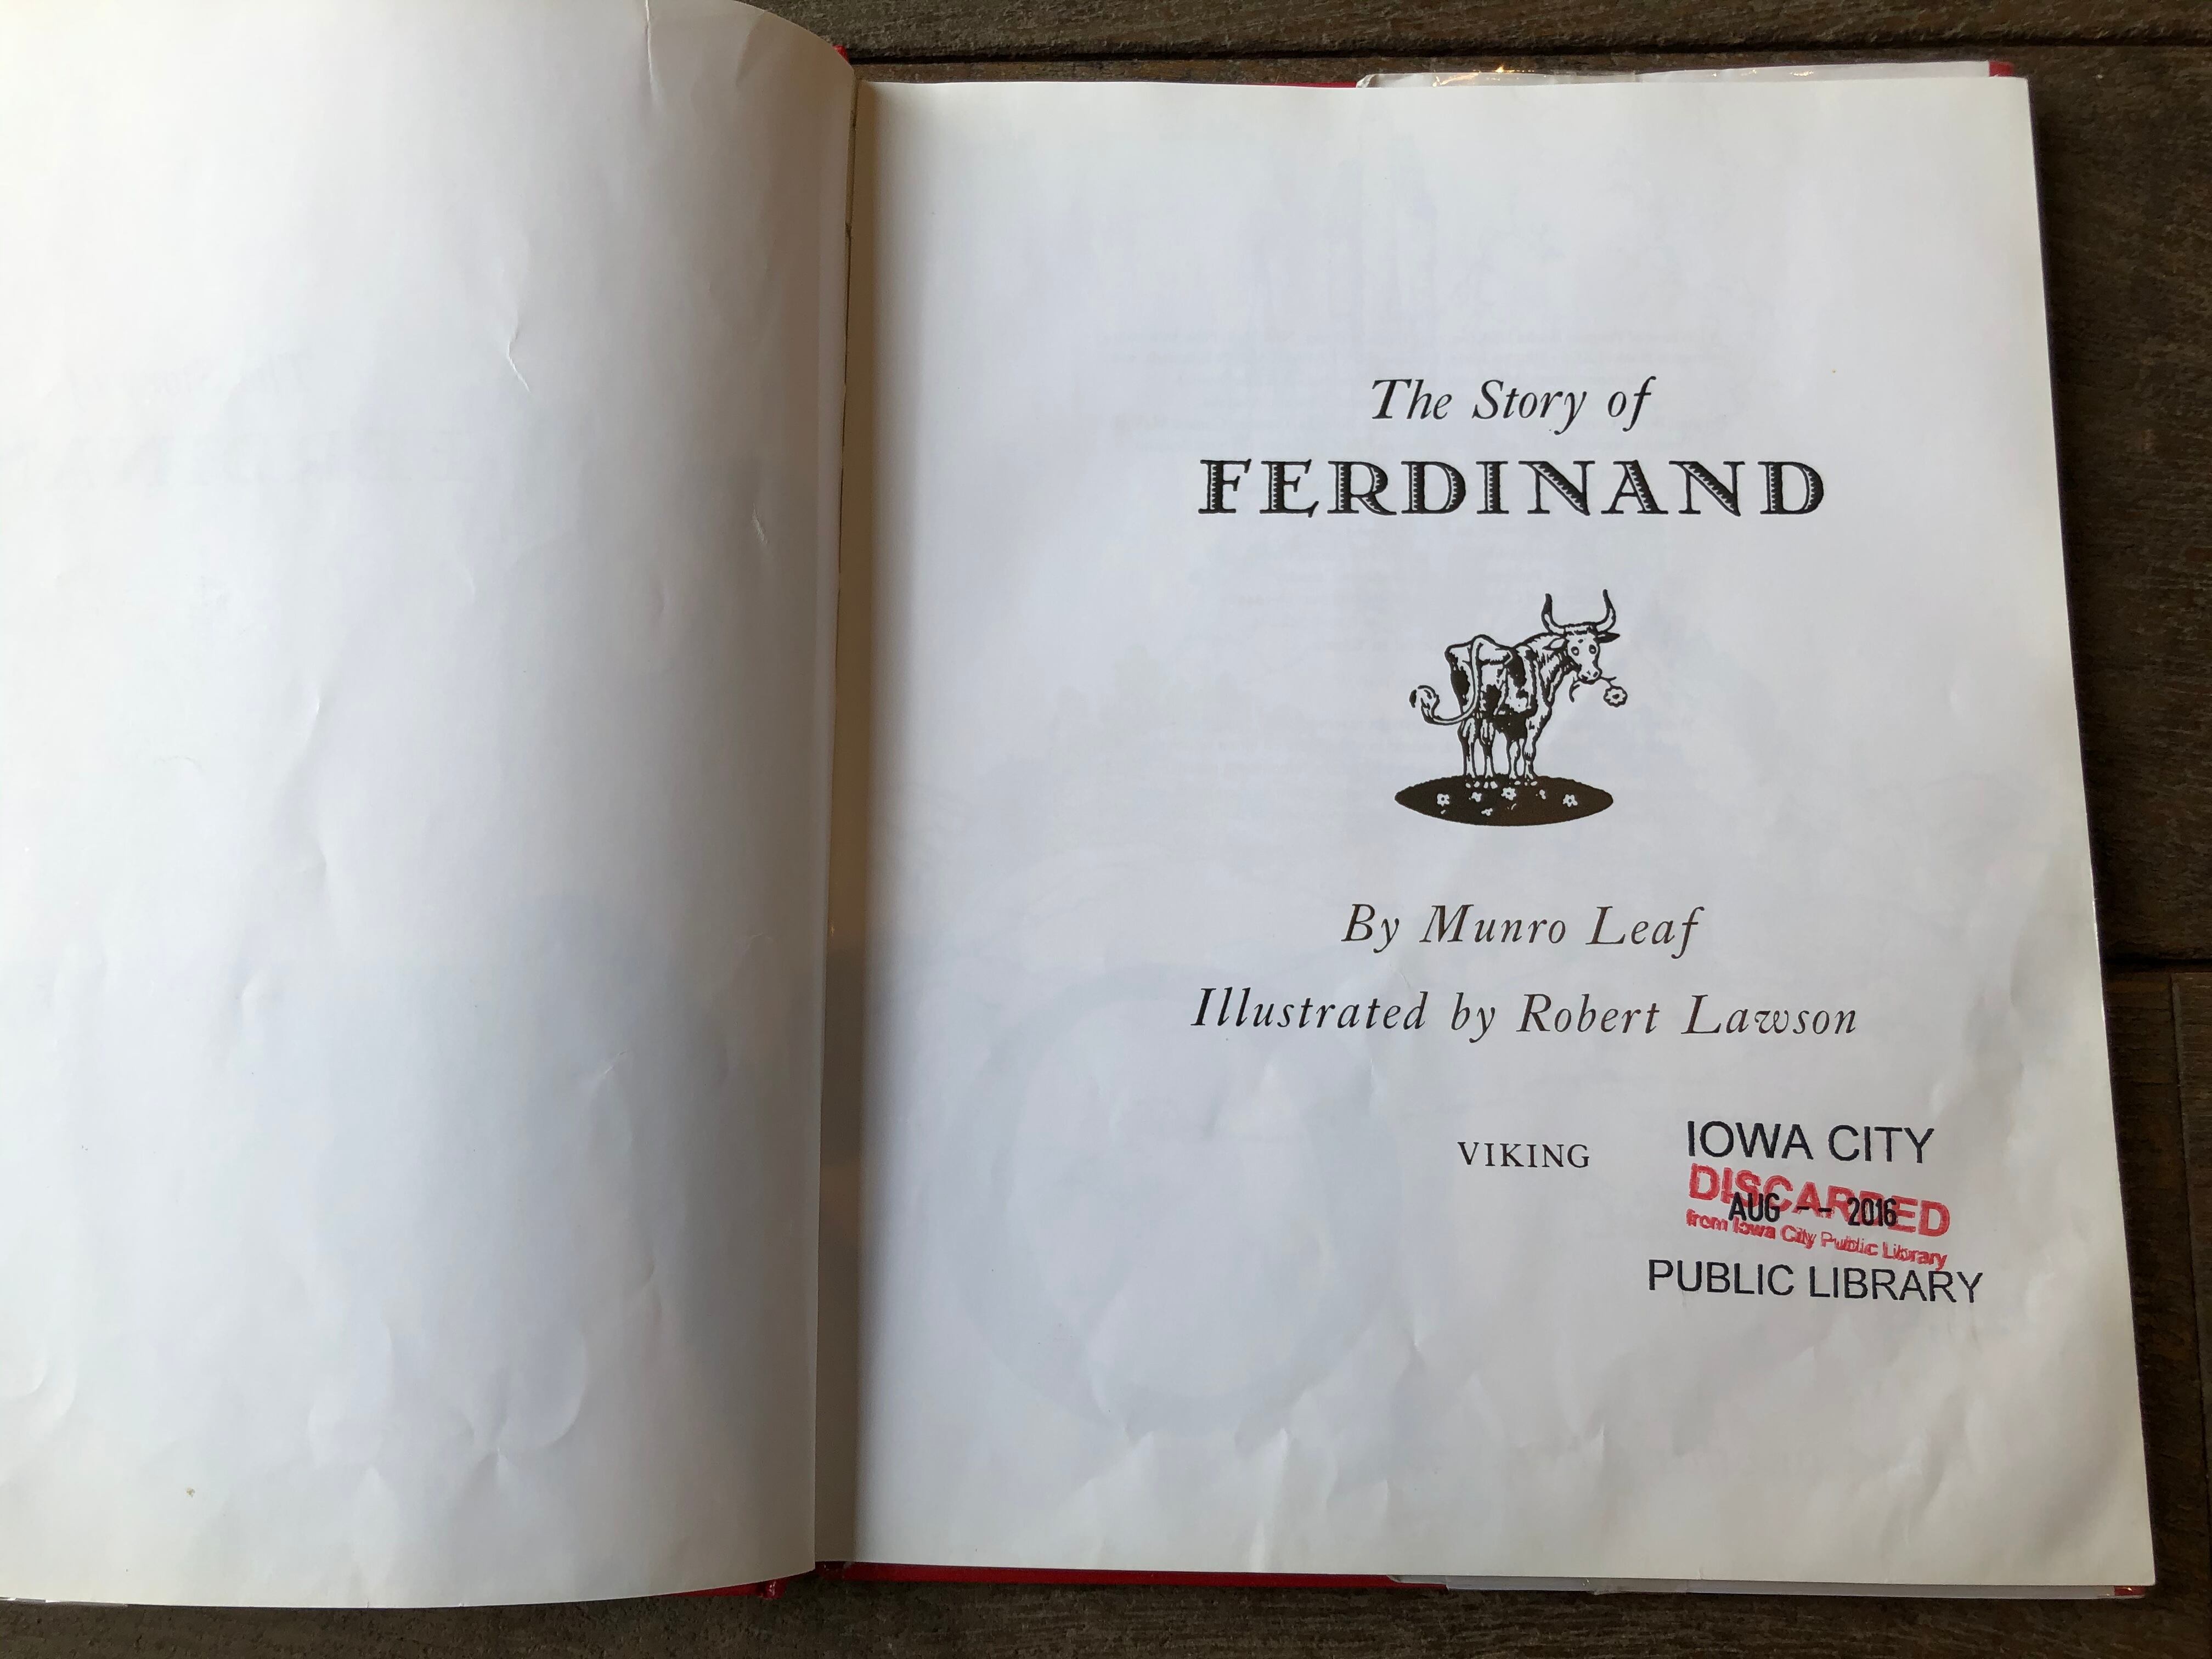 The Story of
FERDINAND
By Munro Leaf
Illustrated by Robert Lawson
VIKING
IOWA CITY
DISCARDED
AUG -- 2016
from Iowa City Public Library
PUBLIC LIBRARY